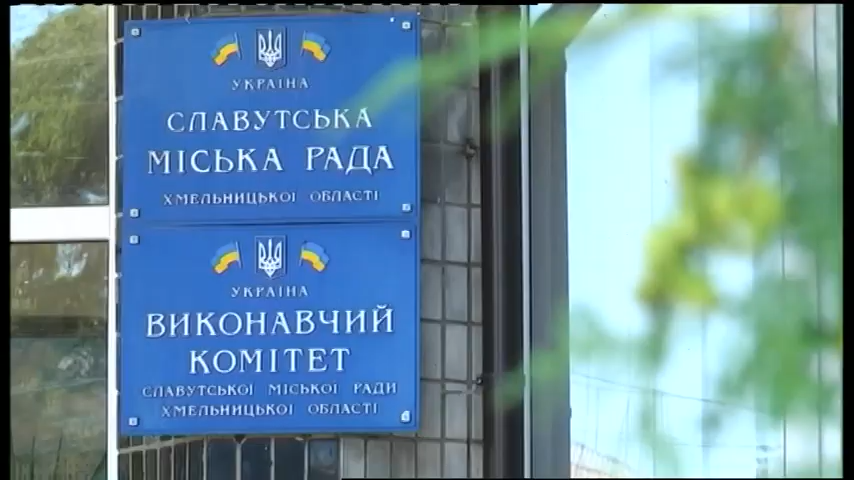 УКРАЇНА
СЛАВУТСЬКА
МІСЬКА РАДА
ХМЕЛЬНИЦЬКОЇ ОБЛАСТІ
УКРАЇНА
ВИКОНАВЧИЙ
КОМІТЕТ
СЛАВУТСЬКОЇ МІСЬКОЇ РАДИ
ХМЕЛЬНИЦЬКОЇ ОБЛАСТІ